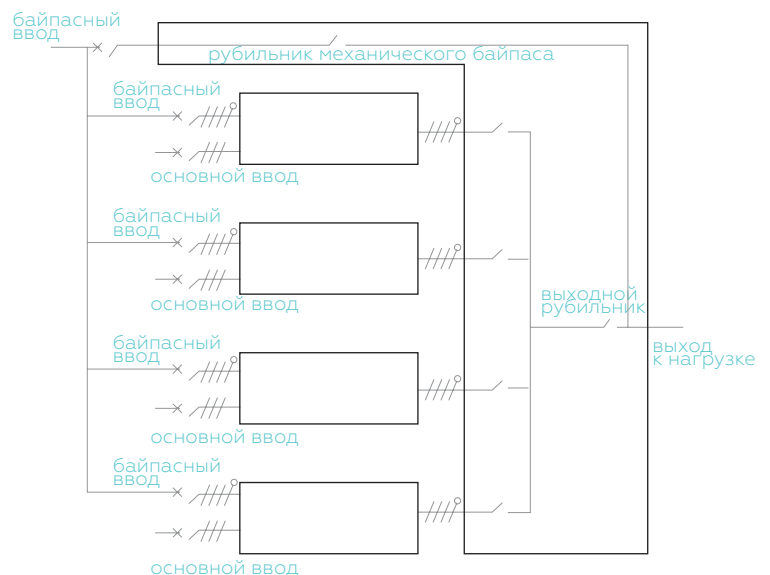 байпасный
ввод
рубильник механического байпаса
байпасный
ввод
основной ввод
байпасный
ввод
основной ввод
выходной
рубильник
байпасный
ввод
выход
к нагрузке
основной ввод
байпасный
ввод
основной ввод